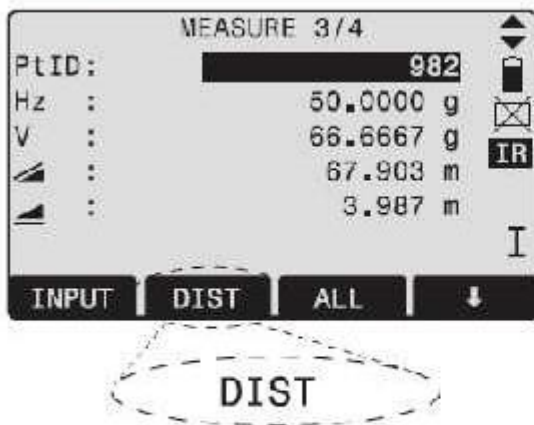 MEASURE 3/4
PtID: 982
Hz : 50.0000 g
V : 66.6667 g
: 67.903 m
: 3.987 m
IR
I
INPUT DIST ALL ↓
DIST